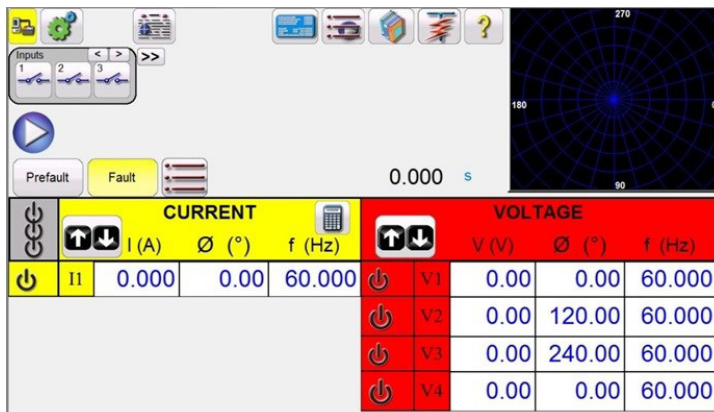 Inputs < > >>
1 2 3
?
270
180
0
90
Prefault Fault
0.000 s
CURRENT
I (A) Ø (°) f (Hz)
I1 0.000 0.00 60.000
VOLTAGE
V (V) Ø (°) f (Hz)
V1 0.00 0.00 60.000
V2 0.00 120.00 60.000
V3 0.00 240.00 60.000
V4 0.00 0.00 60.000